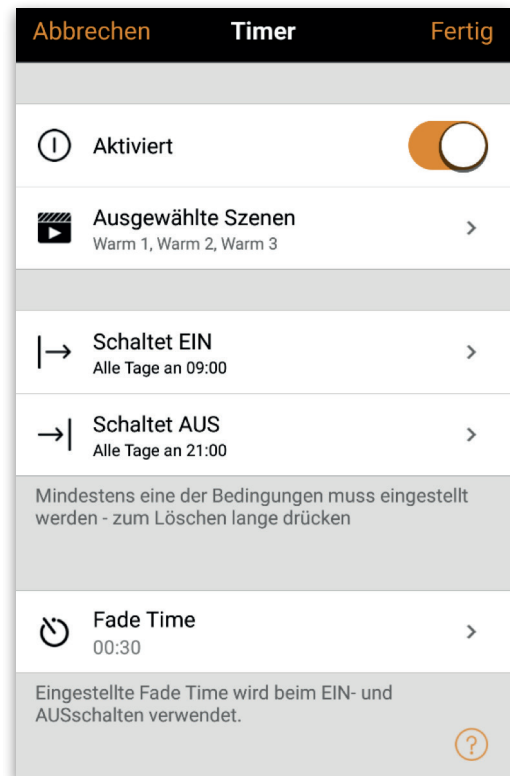 Abbrechen Timer Fertig
Aktiviert
Ausgewählte Szenen
Warm 1, Warm 2, Warm 3
Schaltet EIN
Alle Tage an 09:00
Schaltet AUS
Alle Tage an 21:00
Mindestens eine der Bedingungen muss eingestellt
werden - zum Löschen lange drücken
Fade Time
00:30
Eingestellte Fade Time wird beim EIN- und
AUSschalten verwendet.
?